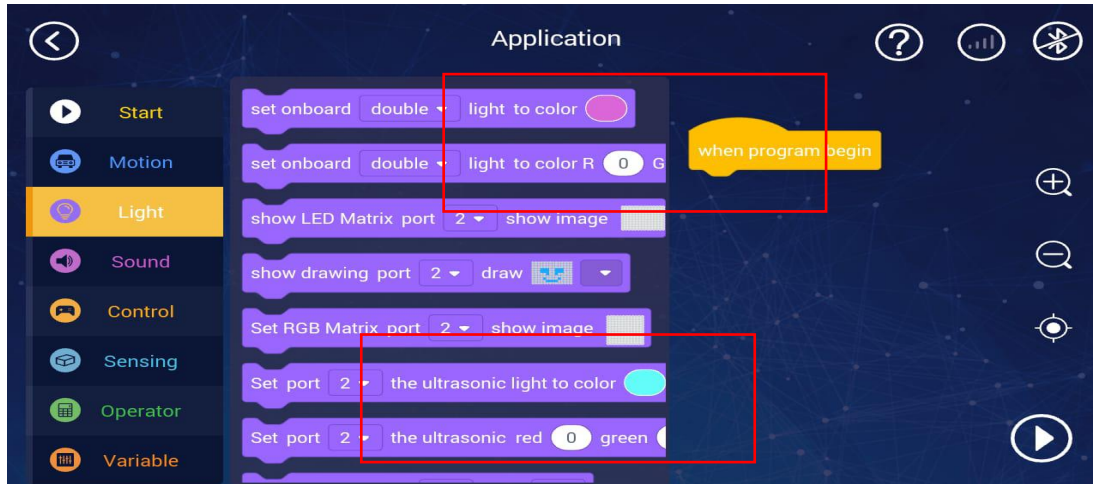 Application
?
Start
Motion
Light
Sound
Control
Sensing
Operator
Variable
set onboard double light to color
set onboard double light to color R 0 G
show LED Matrix port 2 show image
show drawing port 2 draw
Set RGB Matrix port 2 show image
Set port 2 the ultrasonic light to color
Set port 2 the ultrasonic red 0 green
when program begin